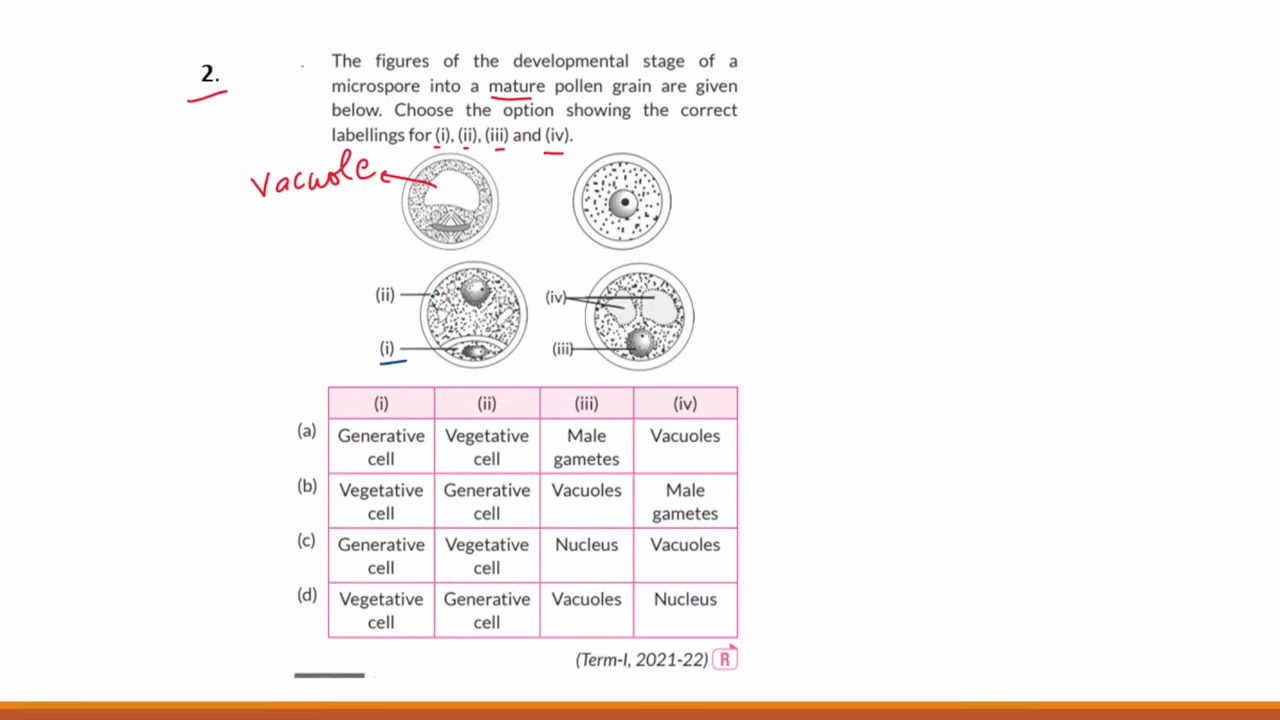 2.
The figures of the developmental stage of a
microspore into a mature pollen grain are given
below. Choose the option showing the correct
labellings for (i), (ii), (iii) and (iv).
Vacuole
(ii)
(iv)
(i)
(iii)
(i) (ii) (iii) (iv)
(a) Generative cell Vegetative cell Male gametes Vacuoles
(b) Vegetative cell Generative cell Vacuoles Male gametes
(c) Generative cell Vegetative cell Nucleus Vacuoles
(d) Vegetative cell Generative cell Vacuoles Nucleus
(Term-I, 2021-22) R